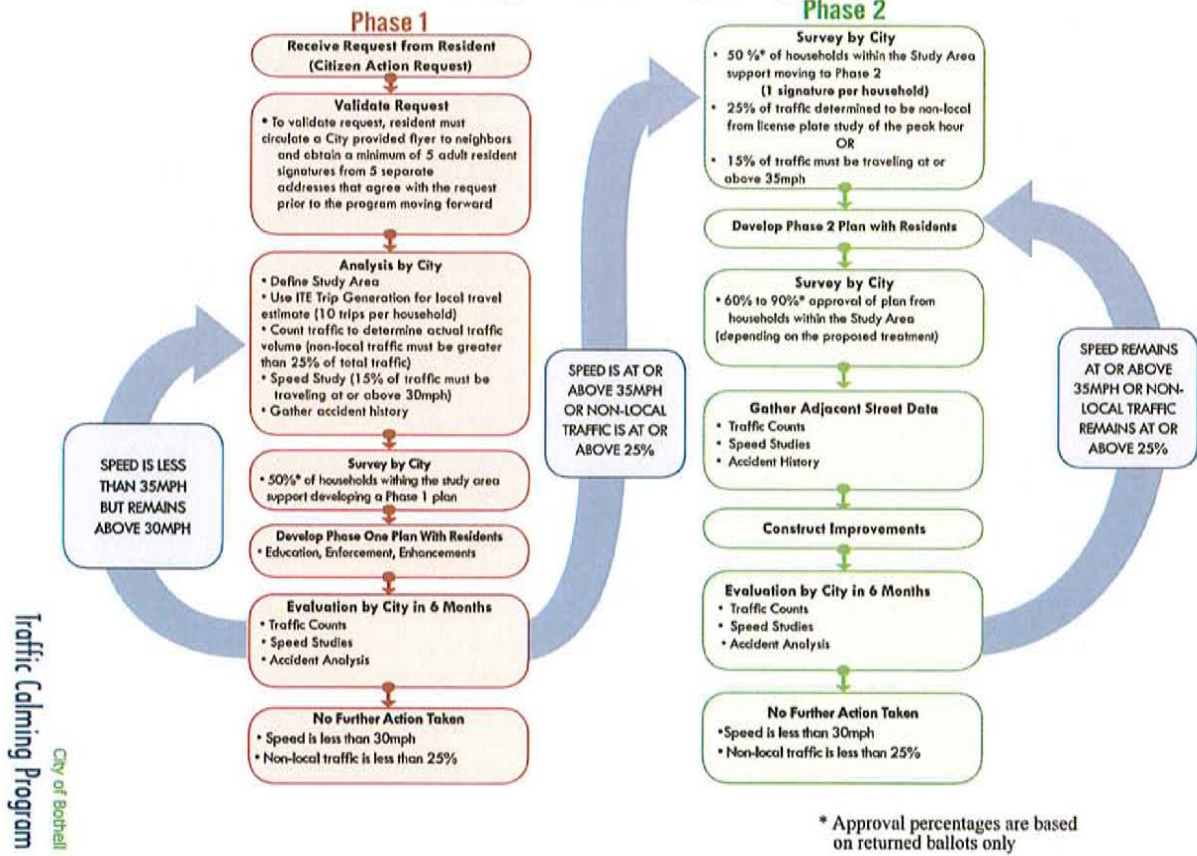 Phase 1
Receive Request from Resident
(Citizen Action Request)
Validate Request
• To validate request, resident must
circulate a City provided flyer to neighbors
and obtain a minimum of 5 adult resident
signatures from 5 separate
addresses that agree with the request
prior to the program moving forward
Analysis by City
• Define Study Area
• Use ITE Trip Generation for local travel
estimate (10 trips per household)
• Count traffic to determine actual traffic
volume (non-local traffic must be greater
than 25% of total traffic)
• Speed Study (15% of traffic must be
traveling at or above 30mph)
• Gather accident history
Survey by City
• 50%* of households withing the study area
support developing a Phase 1 plan
Develop Phase One Plan With Residents
• Education, Enforcement, Enhancements
Evaluation by City in 6 Months
• Traffic Counts
• Speed Studies
• Accident Analysis
No Further Action Taken
• Speed is less than 30mph
• Non-local traffic is less than 25%
SPEED IS LESS
THAN 35MPH
BUT REMAINS
ABOVE 30MPH
SPEED IS AT OR
ABOVE 35MPH
OR NON-LOCAL
TRAFFIC IS AT OR
ABOVE 25%
Phase 2
Survey by City
• 50 %* of households within the Study Area
support moving to Phase 2
(1 signature per household)
• 25% of traffic determined to be non-local
from license plate study of the peak hour
OR
• 15% of traffic must be traveling at or
above 35mph
Develop Phase 2 Plan with Residents
Survey by City
• 60% to 90%* approval of plan from
households within the Study Area
(depending on the proposed treatment)
Gather Adjacent Street Data
• Traffic Counts
• Speed Studies
• Accident History
Construct Improvements
Evaluation by City in 6 Months
• Traffic Counts
• Speed Studies
• Accident Analysis
No Further Action Taken
•Speed is less than 30mph
• Non-local traffic is less than 25%
SPEED REMAINS
AT OR ABOVE
35MPH OR NON-
LOCAL TRAFFIC
REMAINS AT OR
ABOVE 25%
* Approval percentages are based
on returned ballots only
City of Bothell
Traffic Calming Program